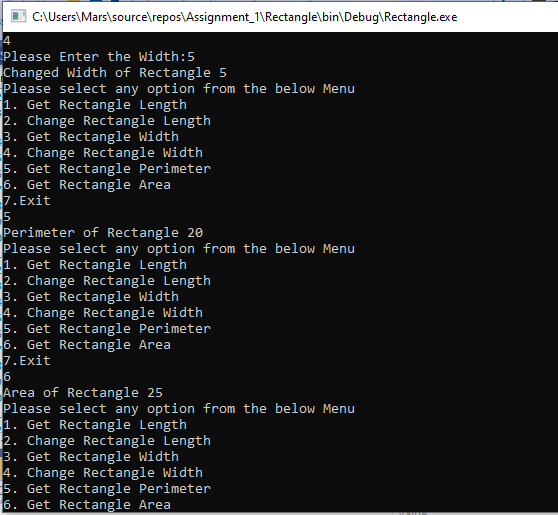 C:\Users\Mars\source\repos\Assignment_1\Rectangle\bin\Debug\Rectangle.exe
4
Please Enter the Width:5
Changed Width of Rectangle 5
Please select any option from the below Menu
1. Get Rectangle Length
2. Change Rectangle Length
3. Get Rectangle Width
4. Change Rectangle Width
5. Get Rectangle Perimeter
6. Get Rectangle Area
7.Exit
5
Perimeter of Rectangle 20
Please select any option from the below Menu
1. Get Rectangle Length
2. Change Rectangle Length
3. Get Rectangle Width
4. Change Rectangle Width
5. Get Rectangle Perimeter
6. Get Rectangle Area
7.Exit
6
Area of Rectangle 25
Please select any option from the below Menu
1. Get Rectangle Length
2. Change Rectangle Length
3. Get Rectangle Width
4. Change Rectangle Width
5. Get Rectangle Perimeter
6. Get Rectangle Area